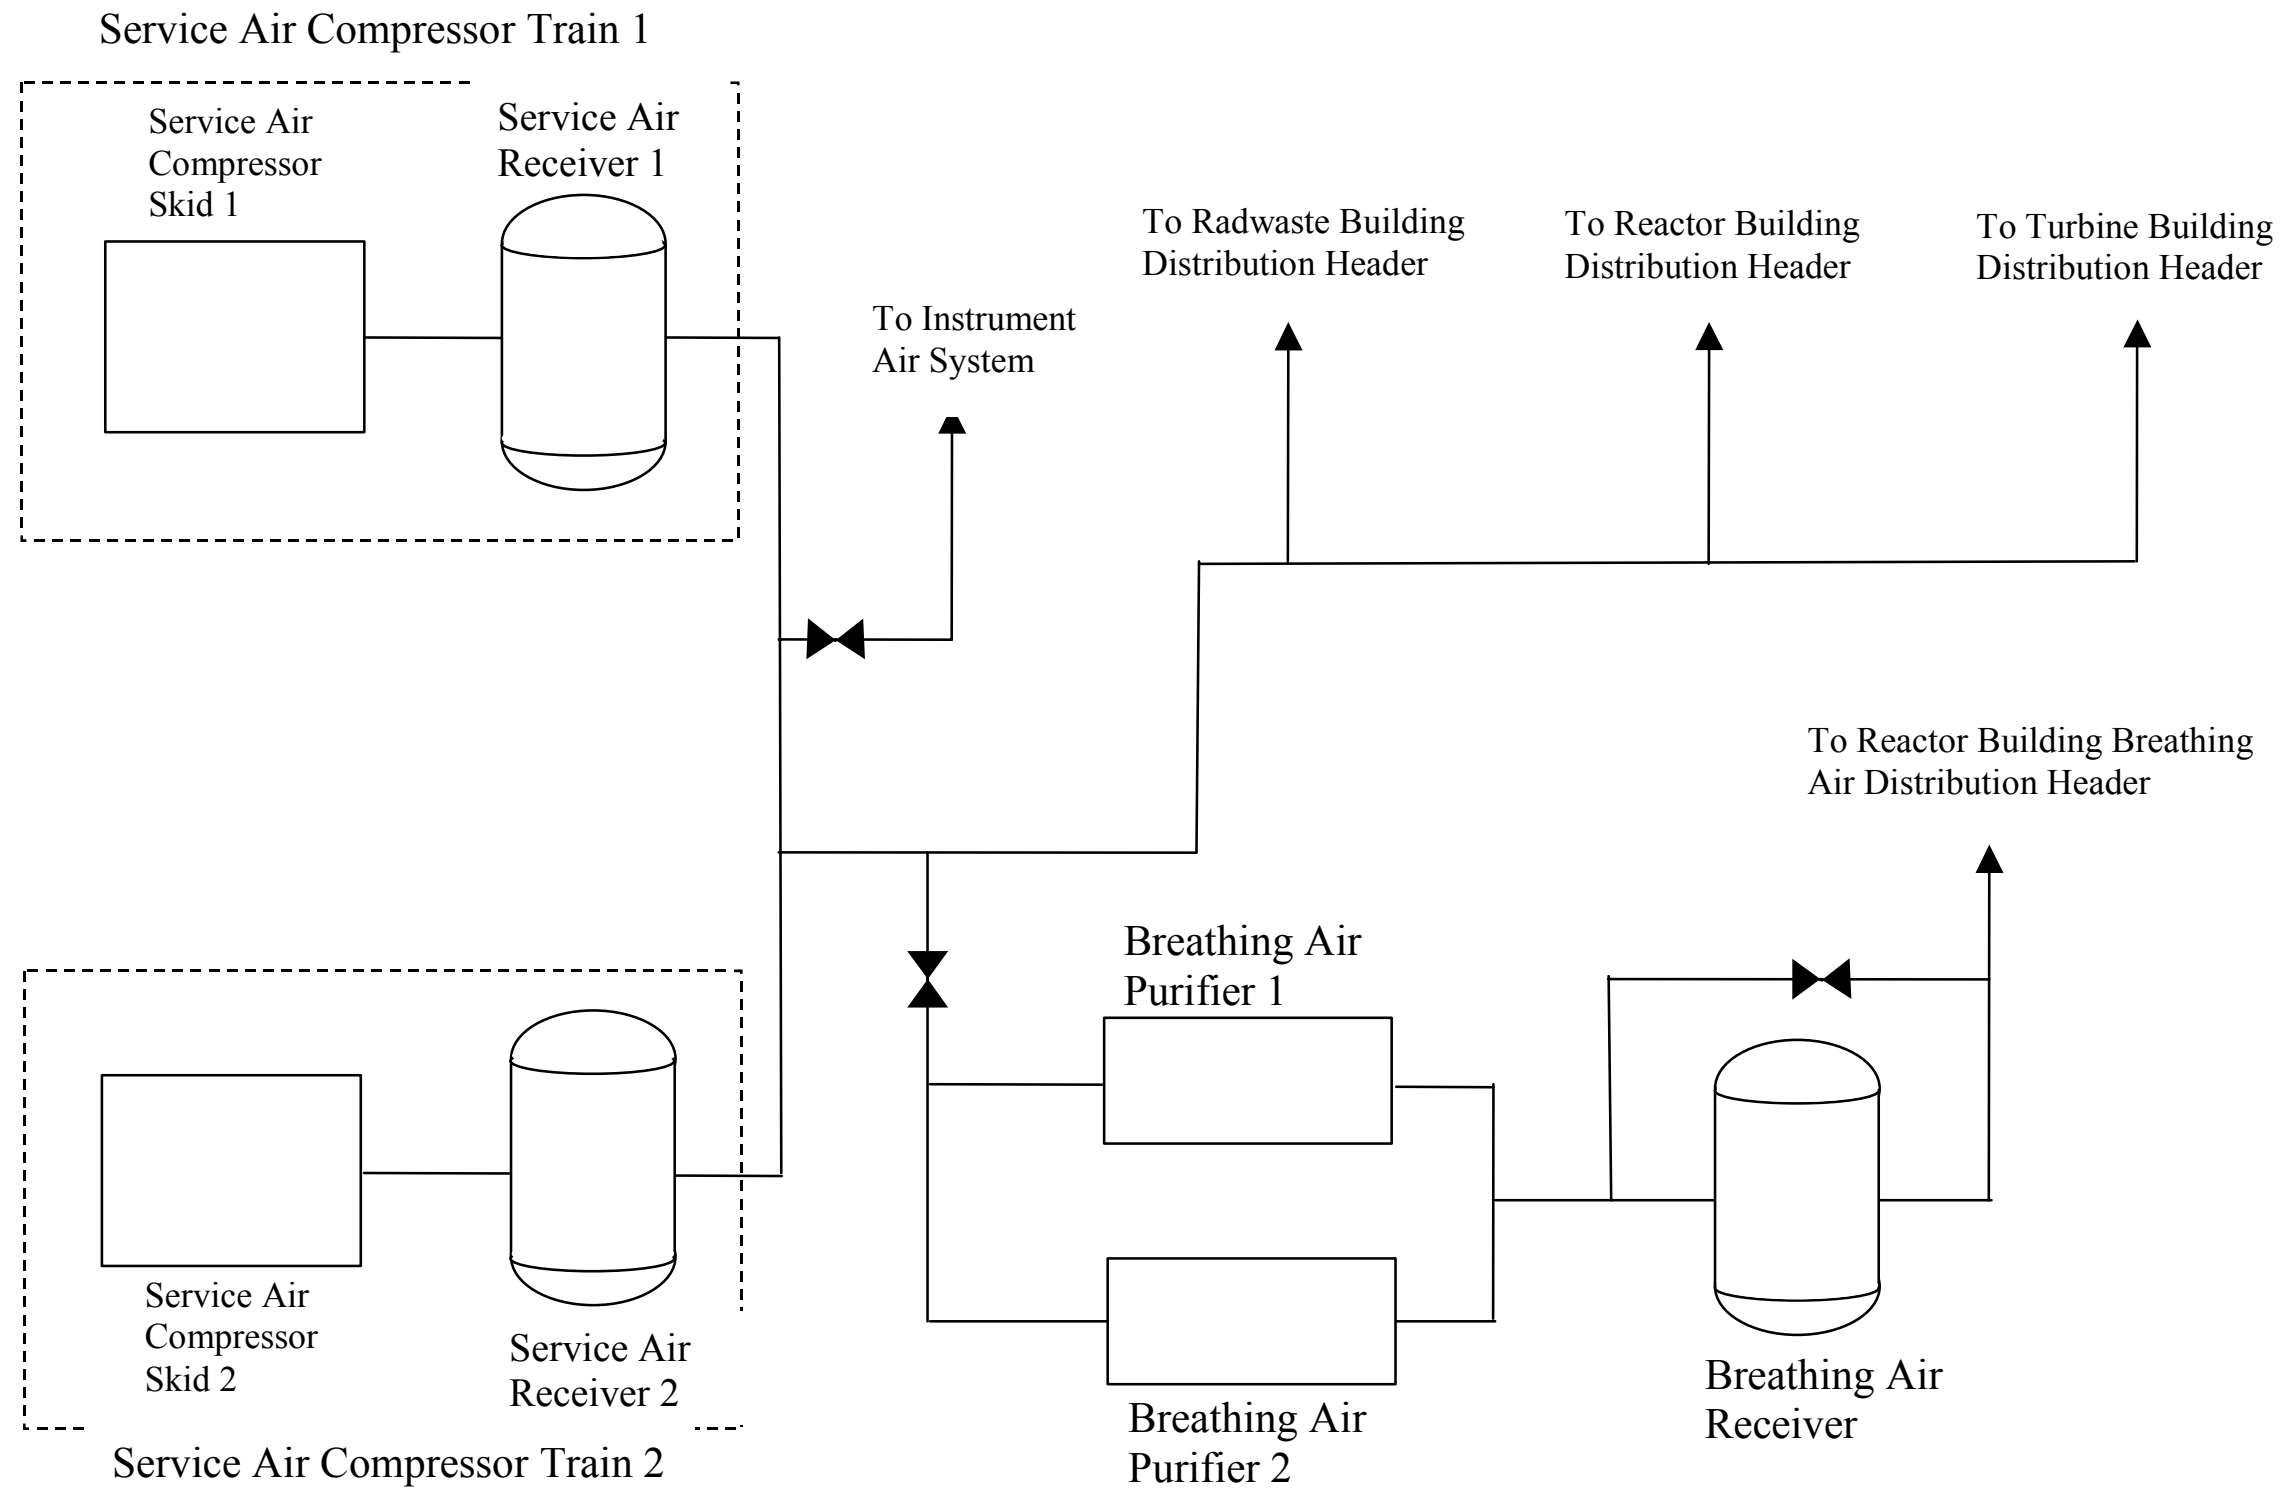 Service Air Compressor Train 1
Service Air
Compressor
Skid 1
Service Air
Receiver 1
To Instrument
Air System
To Radwaste Building
Distribution Header
To Reactor Building
Distribution Header
To Turbine Building
Distribution Header
To Reactor Building Breathing
Air Distribution Header
Breathing Air
Purifier 1
Service Air
Compressor
Skid 2
Service Air
Receiver 2
Service Air Compressor Train 2
Breathing Air
Purifier 2
Breathing Air
Receiver